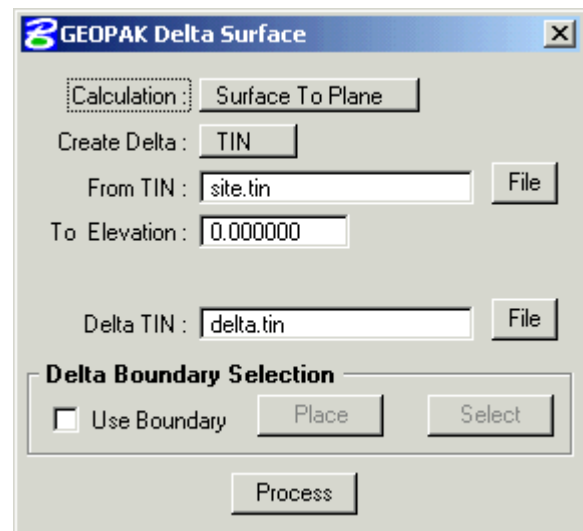 GEOPAK Delta Surface
Calculation : Surface To Plane
Create Delta : TIN
From TIN : site.tin File
To Elevation : 0.000000
Delta TIN : delta.tin File
Delta Boundary Selection
Use Boundary Place Select
Process